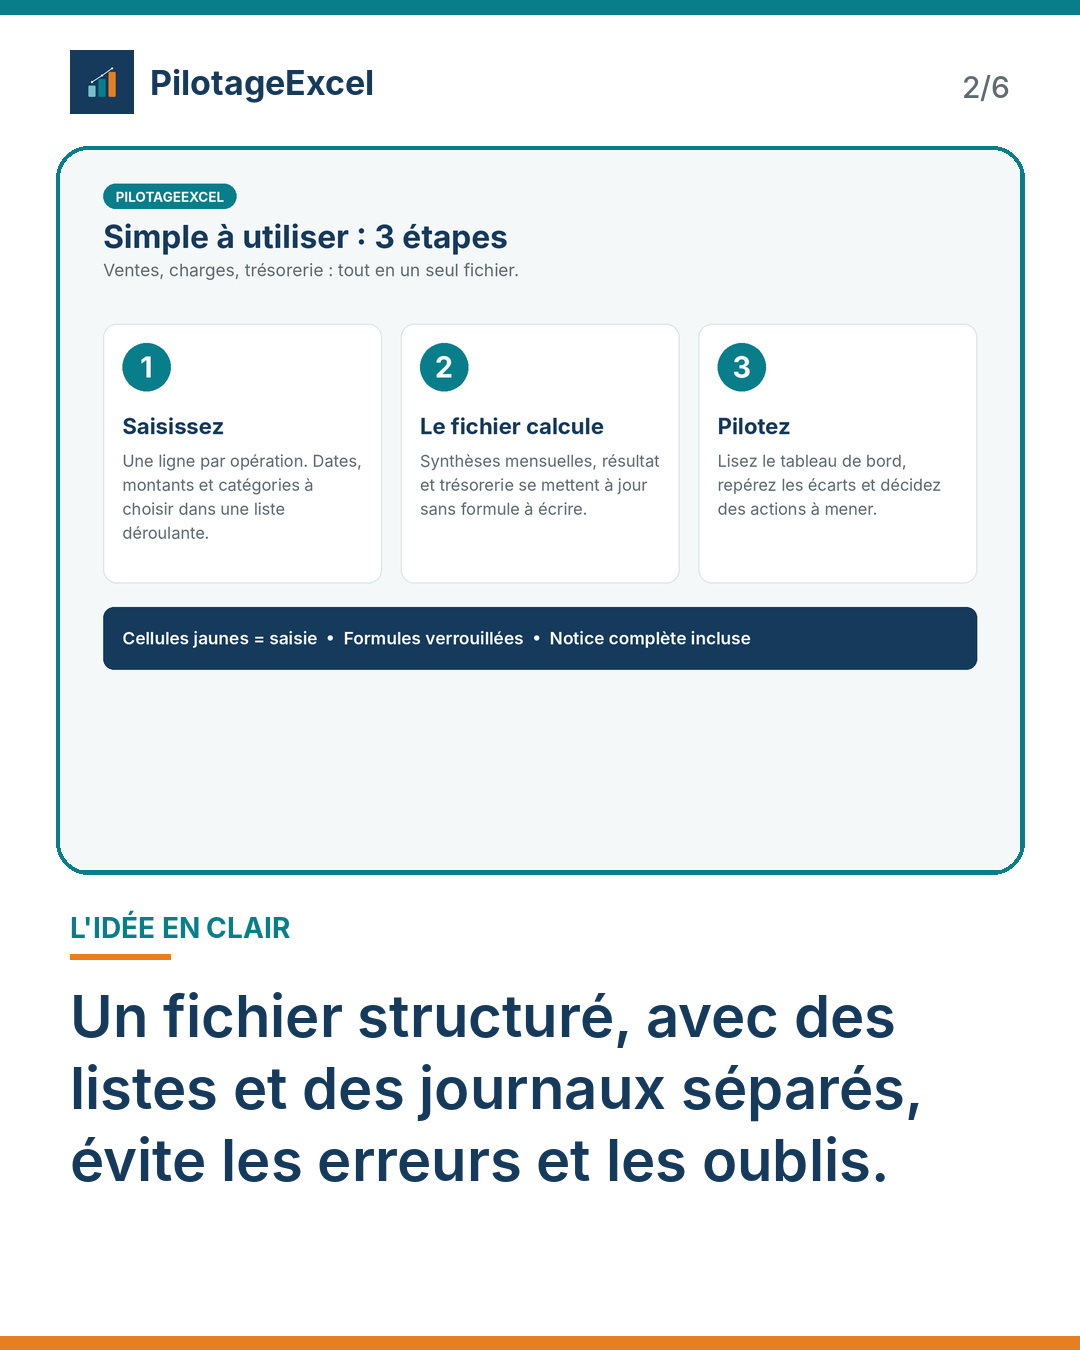 PilotageExcel
2/6
PILOTAGEEXCEL
Simple à utiliser : 3 étapes
Ventes, charges, trésorerie : tout en un seul fichier.
1
Saisissez
Une ligne par opération. Dates,
montants et catégories à
choisir dans une liste
déroulante.
2
Le fichier calcule
Synthèses mensuelles, résultat
et trésorerie se mettent à jour
sans formule à écrire.
3
Pilotez
Lisez le tableau de bord,
repérez les écarts et décidez
des actions à mener.
Cellules jaunes = saisie • Formules verrouillées • Notice complète incluse
L'IDÉE EN CLAIR
Un fichier structuré, avec des
listes et des journaux séparés,
évite les erreurs et les oublis.